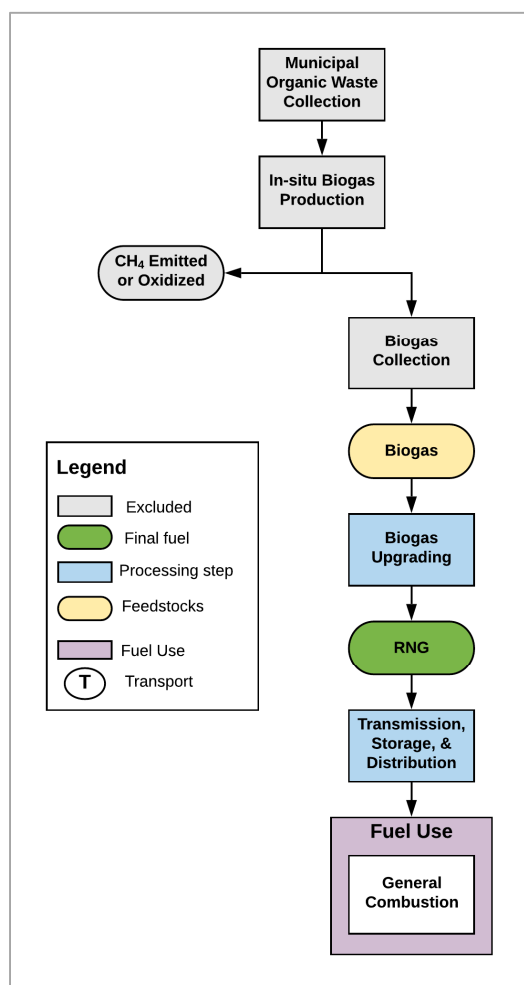 Municipal
Organic Waste
Collection
In-situ Biogas
Production
CH₄ Emitted
or Oxidized
Biogas
Collection
Biogas
Legend
Excluded
Final fuel
Processing step
Feedstocks
Fuel Use
T
Transport
Biogas
Upgrading
RNG
Transmission,
Storage, &
Distribution
Fuel Use
General
Combustion